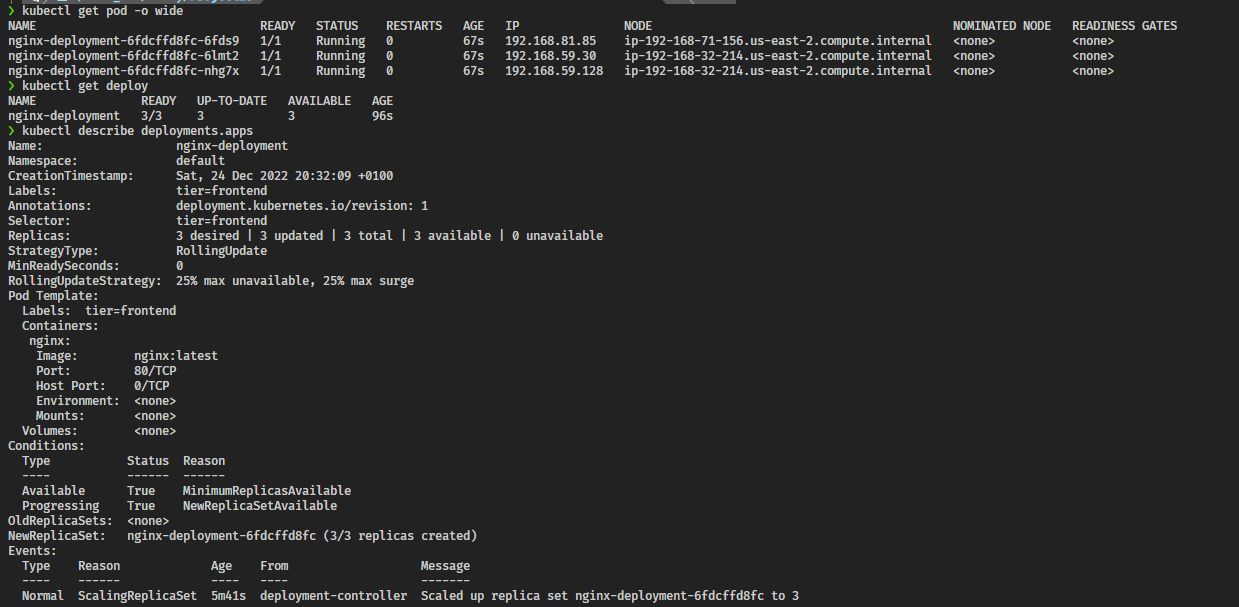 ❯ kubectl get pod -o wide
NAME READY STATUS RESTARTS AGE IP NODE NOMINATED NODE READINESS GATES
nginx-deployment-6fdcffd8fc-6fds9 1/1 Running 0 67s 192.168.81.85 ip-192-168-71-156.us-east-2.compute.internal <none> <none>
nginx-deployment-6fdcffd8fc-6lmt2 1/1 Running 0 67s 192.168.59.30 ip-192-168-32-214.us-east-2.compute.internal <none> <none>
nginx-deployment-6fdcffd8fc-nhg7x 1/1 Running 0 67s 192.168.59.128 ip-192-168-32-214.us-east-2.compute.internal <none> <none>
❯ kubectl get deploy
NAME READY UP-TO-DATE AVAILABLE AGE
nginx-deployment 3/3 3 3 96s
❯ kubectl describe deployments.apps
Name: nginx-deployment
Namespace: default
CreationTimestamp: Sat, 24 Dec 2022 20:32:09 +0100
Labels: tier=frontend
Annotations: deployment.kubernetes.io/revision: 1
Selector: tier=frontend
Replicas: 3 desired | 3 updated | 3 total | 3 available | 0 unavailable
StrategyType: RollingUpdate
MinReadySeconds: 0
RollingUpdateStrategy: 25% max unavailable, 25% max surge
Pod Template:
Labels: tier=frontend
Containers:
nginx:
Image: nginx:latest
Port: 80/TCP
Host Port: 0/TCP
Environment: <none>
Mounts: <none>
Volumes: <none>
Conditions:
Type Status Reason
---- ------ ------
Available True MinimumReplicasAvailable
Progressing True NewReplicaSetAvailable
OldReplicaSets: <none>
NewReplicaSet: nginx-deployment-6fdcffd8fc (3/3 replicas created)
Events:
Type Reason Age From Message
---- ------ ---- ---- -------
Normal ScalingReplicaSet 5m41s deployment-controller Scaled up replica set nginx-deployment-6fdcffd8fc to 3